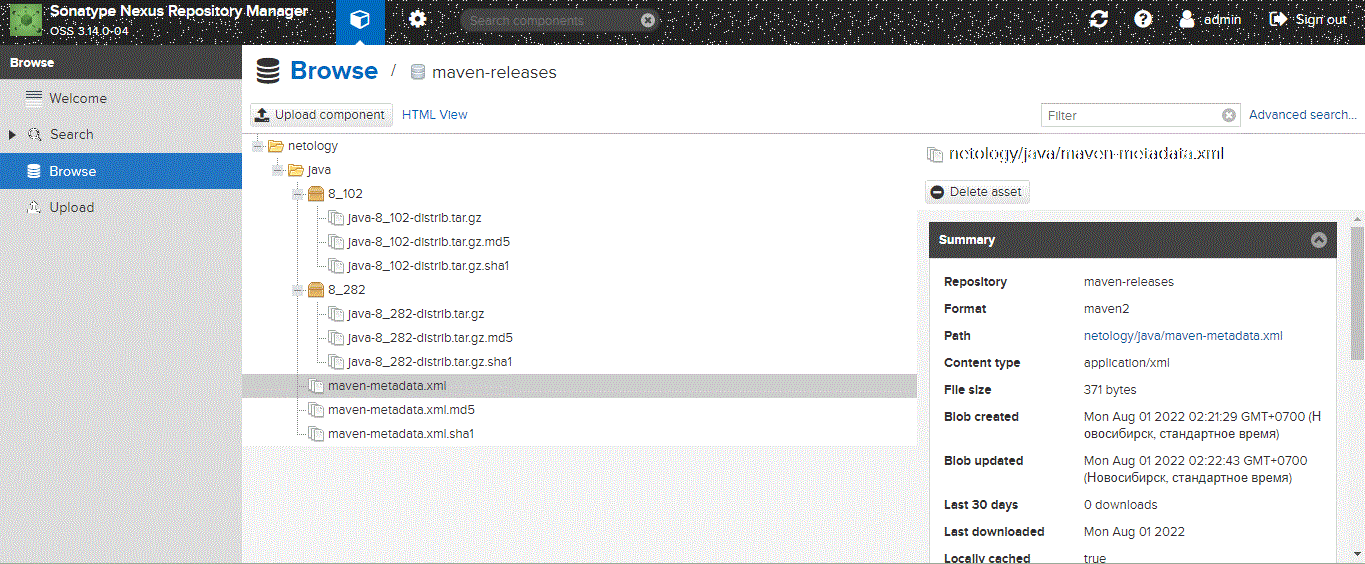 Sonatype Nexus Repository Manager
OSS 3.14.0-04
Search components
admin
Sign out
Browse
Welcome
Search
Browse
Upload
Browse / maven-releases
Upload component
HTML View
Filter
Advanced search...
netology
java
8_102
java-8_102-distrib.tar.gz
java-8_102-distrib.tar.gz.md5
java-8_102-distrib.tar.gz.sha1
8_282
java-8_282-distrib.tar.gz
java-8_282-distrib.tar.gz.md5
java-8_282-distrib.tar.gz.sha1
maven-metadata.xml
maven-metadata.xml.md5
maven-metadata.xml.sha1
netology/java/maven-metadata.xml
Delete asset
Summary
Repository maven-releases
Format maven2
Path netology/java/maven-metadata.xml
Content type application/xml
File size 371 bytes
Blob created Mon Aug 01 2022 02:21:29 GMT+0700 (Н
овосибирск, стандартное время)
Blob updated Mon Aug 01 2022 02:22:43 GMT+0700
(Новосибирск, стандартное время)
Last 30 days 0 downloads
Last downloaded Mon Aug 01 2022
Locally cached true